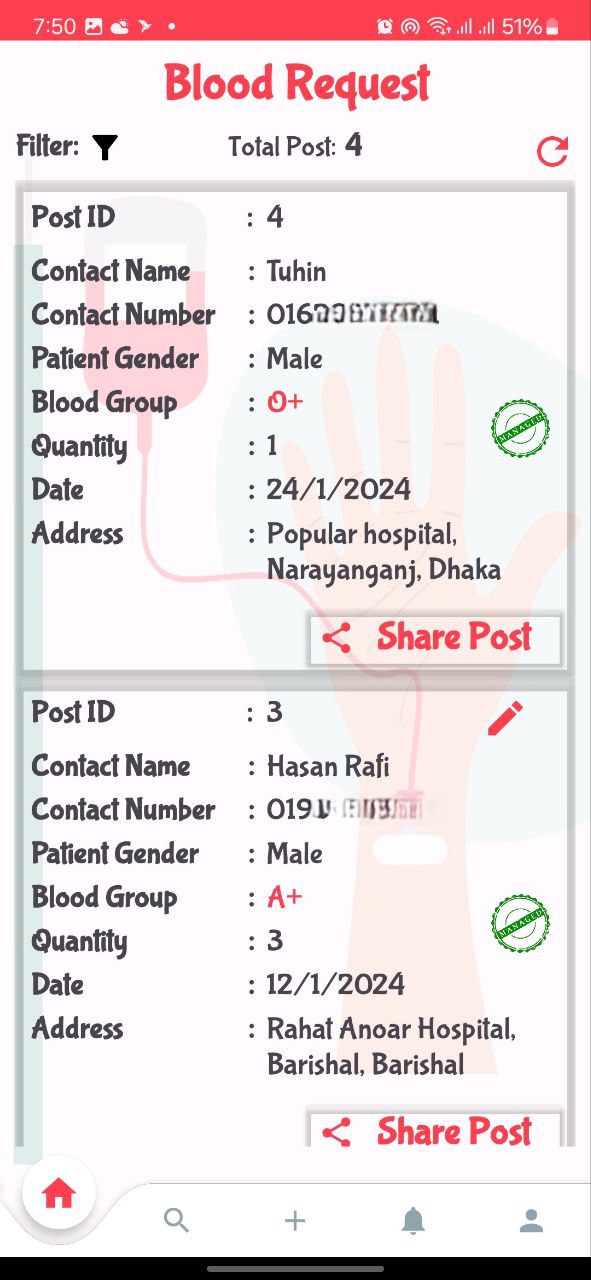 7:50 51%
Blood Request
Filter: Total Post: 4
Post ID : 4
Contact Name : Tuhin
Contact Number : 016
Patient Gender : Male
Blood Group : O+
MANAGED
Quantity : 1
Date : 24/1/2024
Address : Popular hospital,
Narayanganj, Dhaka
Share Post
Post ID : 3
Contact Name : Hasan Rafi
Contact Number : 019
Patient Gender : Male
Blood Group : A+
MANAGED
Quantity : 3
Date : 12/1/2024
Address : Rahat Anoar Hospital,
Barishal, Barishal
Share Post